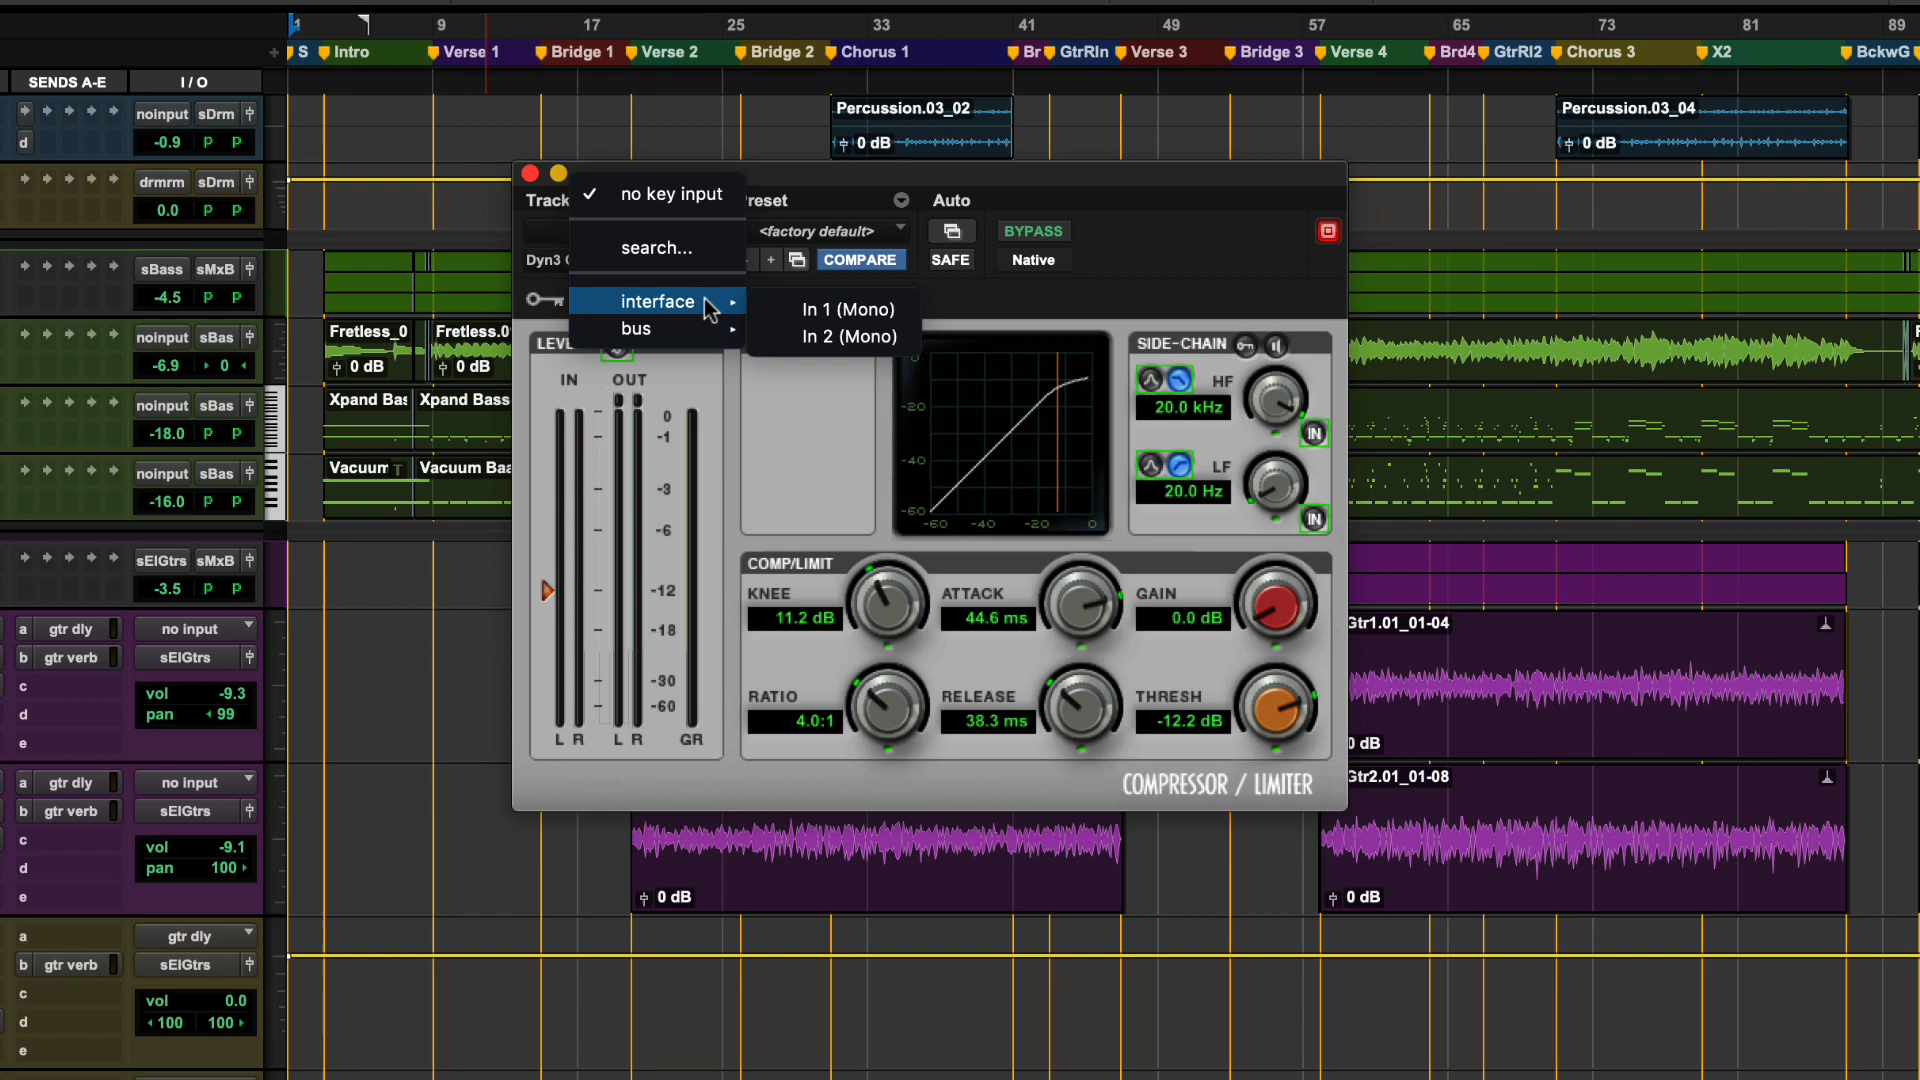 1 9 17 25 33 41 49 57 65 73 81 89
S Intro Verse 1 Bridge 1 Verse 2 Bridge 2 Chorus 1 Br GtrRIn Verse 3 Bridge 3 Verse 4 Brd4 GtrRI2 Chorus 3 X2 BckwG
SENDS A-E I / O
noinput sDrm
d -0.9 P P
Percussion.03_02
0 dB
Percussion.03_04
0 dB
drmrm sDrm
0.0 P P
sBass sMxB
-4.5 P P
noinput sBas
-6.9 0
Fretless_0
0 dB
Fretless.0
0 dB
noinput sBas
-18.0 P P
Xpand Bas Xpand Bass
noinput sBas
-16.0 P P
Vacuum T Vacuum Baa
sElGtrs sMxB
-3.5 P P
a gtr dly no input
b gtr verb sElGtrs
c vol -9.3
d pan 99
e
Gtr1.01_01-04
0 dB
a gtr dly no input
b gtr verb sElGtrs
c vol -9.1
d pan 100
e
Gtr2.01_01-08
0 dB
0 dB
a gtr dly
b gtr verb sElGtrs
c vol 0.0
d 100 100
e
Track reset Auto
<factory default> BYPASS
Dyn3 + COMPARE SAFE Native
no key input
search...
interface
bus
In 1 (Mono)
In 2 (Mono)
LEVE
IN OUT
0
-1
-3
-6
-12
-18
-30
-60
L R L R GR
0
-20
-40
-60
-60 -40 -20 0
SIDE-CHAIN
HF
20.0 kHz
IN
LF
20.0 Hz
IN
COMP/LIMIT
KNEE ATTACK GAIN
11.2 dB 44.6 ms 0.0 dB
RATIO RELEASE THRESH
4.0:1 38.3 ms -12.2 dB
COMPRESSOR / LIMITER